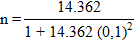 n = 14.362 / 1 + 14.362 (0,1)²